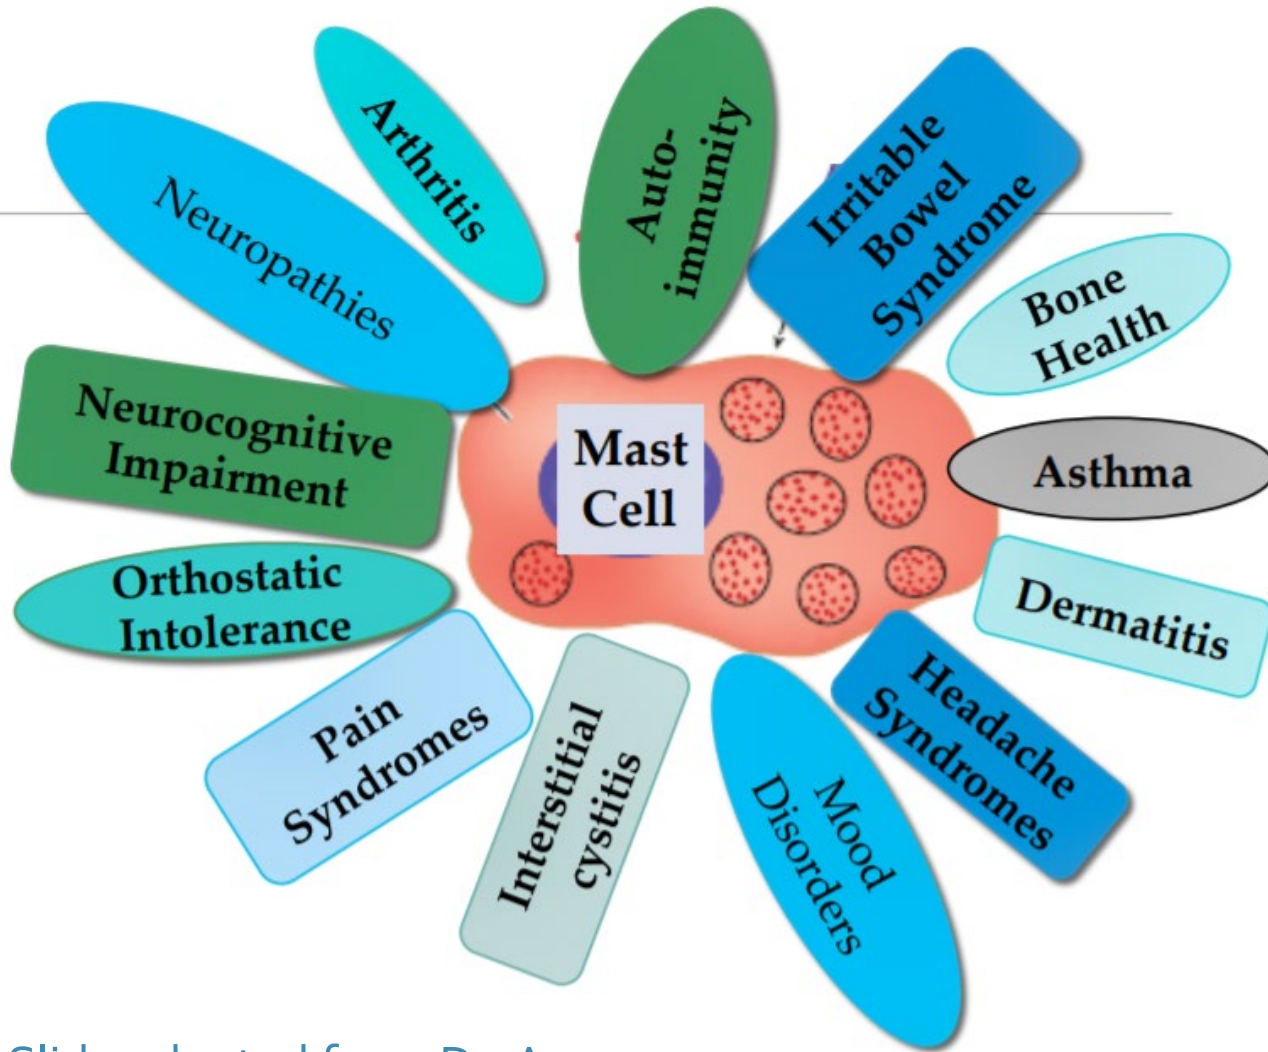 Arthritis
Auto-
immunity
Irritable
Bowel
Syndrome
Neuropathies
Bone
Health
Neurocognitive
Impairment
Mast
Cell
Asthma
Orthostatic
Intolerance
Dermatitis
Pain
Syndromes
Interstitial
cystitis
Mood
Disorders
Headache
Syndromes